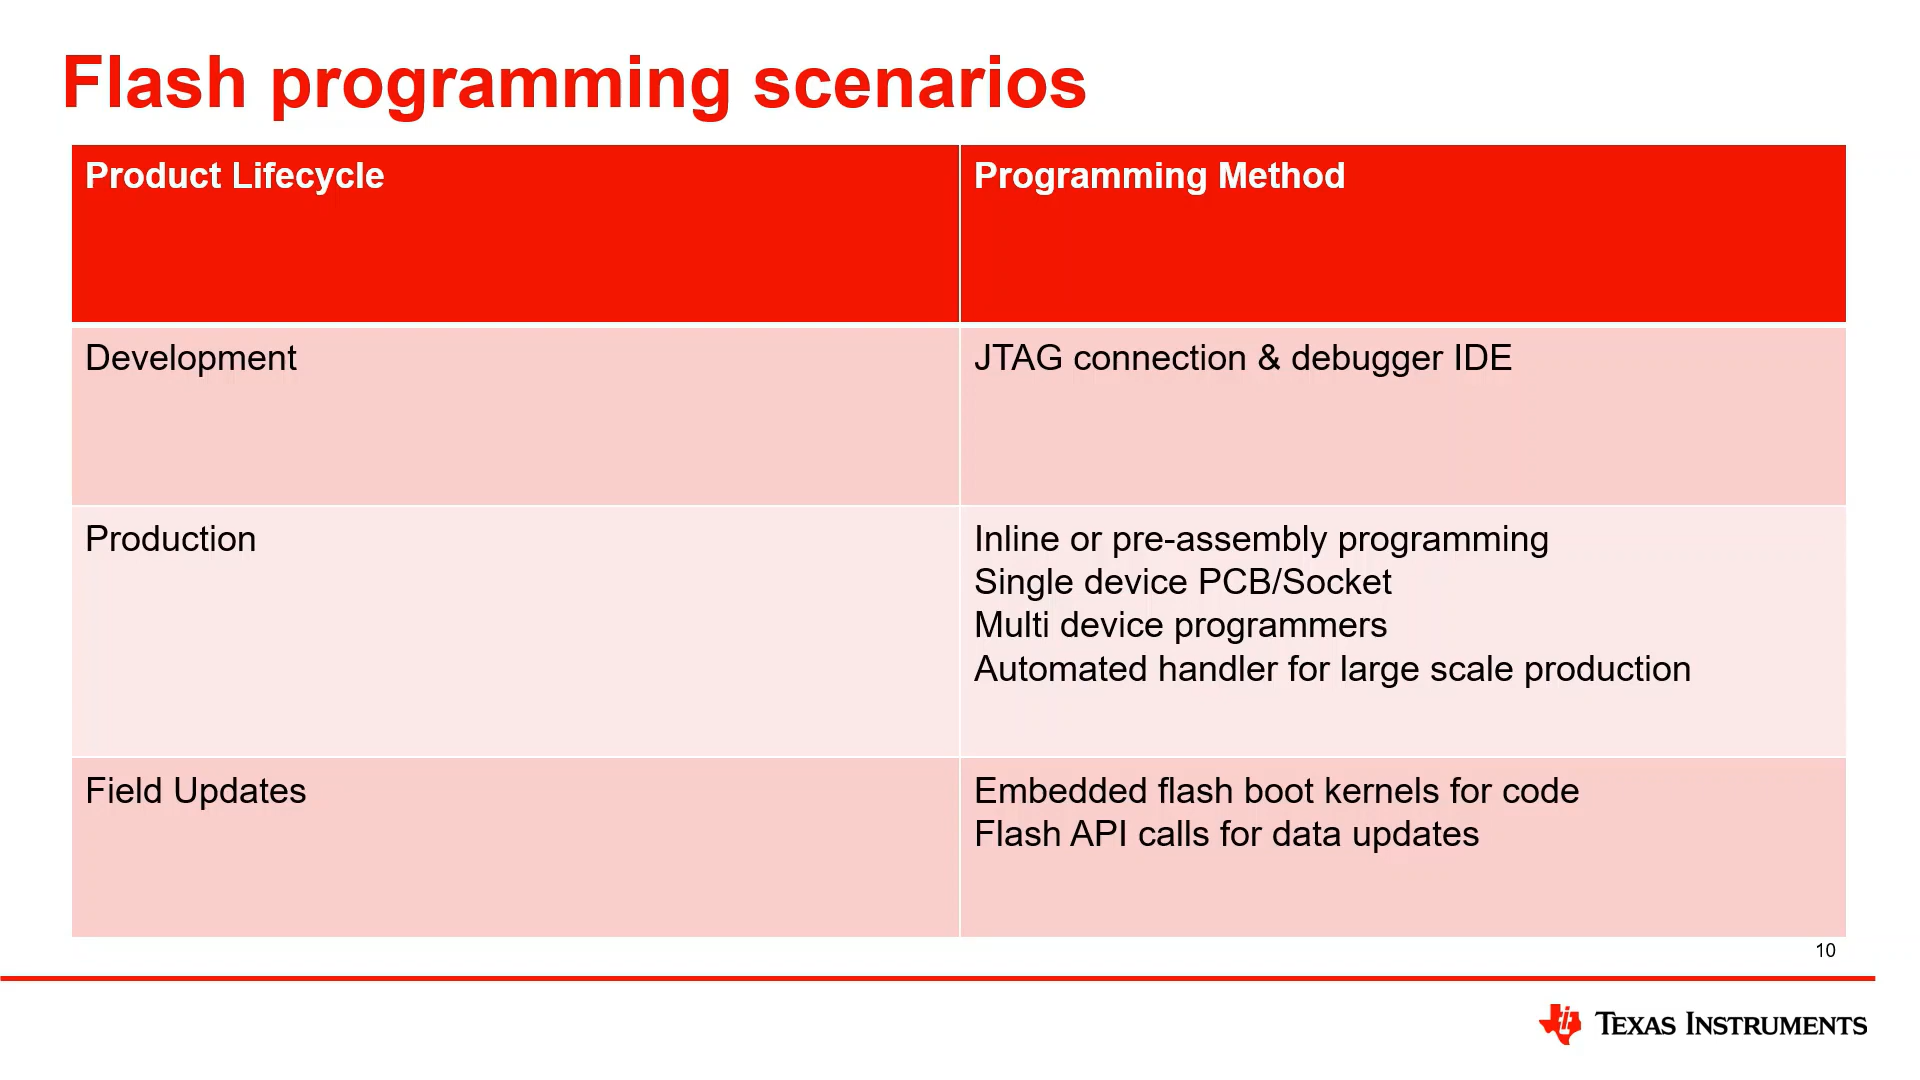 Flash programming scenarios
Product Lifecycle
Programming Method
Development
JTAG connection & debugger IDE
Production
Inline or pre-assembly programming
Single device PCB/Socket
Multi device programmers
Automated handler for large scale production
Field Updates
Embedded flash boot kernels for code
Flash API calls for data updates
10
TEXAS INSTRUMENTS